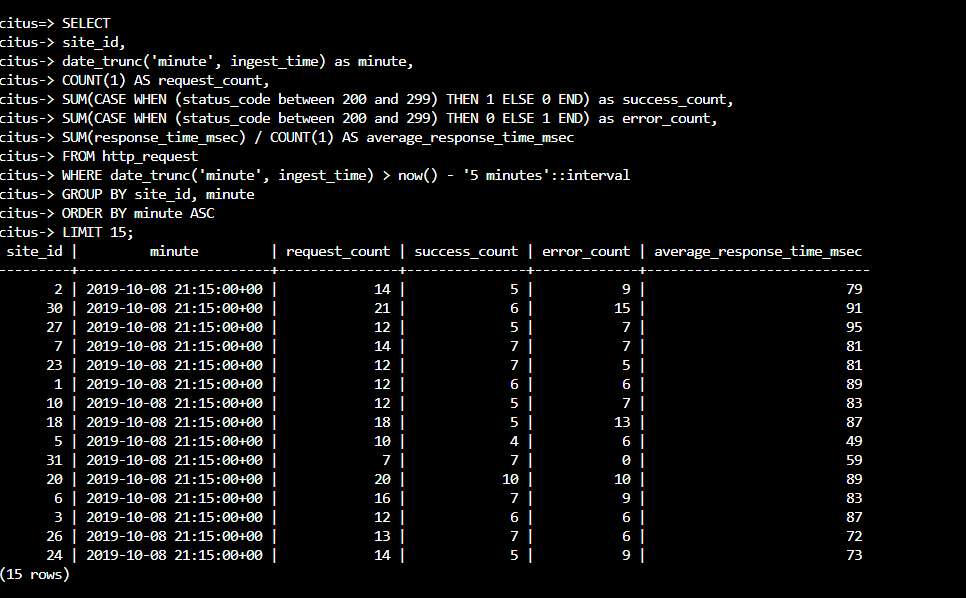 citus=> SELECT
citus-> site_id,
citus-> date_trunc('minute', ingest_time) as minute,
citus-> COUNT(1) AS request_count,
citus-> SUM(CASE WHEN (status_code between 200 and 299) THEN 1 ELSE 0 END) as success_count,
citus-> SUM(CASE WHEN (status_code between 200 and 299) THEN 0 ELSE 1 END) as error_count,
citus-> SUM(response_time_msec) / COUNT(1) AS average_response_time_msec
citus-> FROM http_request
citus-> WHERE date_trunc('minute', ingest_time) > now() - '5 minutes'::interval
citus-> GROUP BY site_id, minute
citus-> ORDER BY minute ASC
citus-> LIMIT 15;
 site_id |         minute         | request_count | success_count | error_count | average_response_time_msec
---------+------------------------+---------------+---------------+-------------+----------------------------
       2 | 2019-10-08 21:15:00+00 |            14 |             5 |           9 |                         79
      30 | 2019-10-08 21:15:00+00 |            21 |             6 |          15 |                         91
      27 | 2019-10-08 21:15:00+00 |            12 |             5 |           7 |                         95
       7 | 2019-10-08 21:15:00+00 |            14 |             7 |           7 |                         81
      23 | 2019-10-08 21:15:00+00 |            12 |             7 |           5 |                         81
       1 | 2019-10-08 21:15:00+00 |            12 |             6 |           6 |                         89
      10 | 2019-10-08 21:15:00+00 |            12 |             5 |           7 |                         83
      18 | 2019-10-08 21:15:00+00 |            18 |             5 |          13 |                         87
       5 | 2019-10-08 21:15:00+00 |            10 |             4 |           6 |                         49
      31 | 2019-10-08 21:15:00+00 |             7 |             7 |           0 |                         59
      20 | 2019-10-08 21:15:00+00 |            20 |            10 |          10 |                         89
       6 | 2019-10-08 21:15:00+00 |            16 |             7 |           9 |                         83
       3 | 2019-10-08 21:15:00+00 |            12 |             6 |           6 |                         87
      26 | 2019-10-08 21:15:00+00 |            13 |             7 |           6 |                         72
      24 | 2019-10-08 21:15:00+00 |            14 |             5 |           9 |                         73
(15 rows)